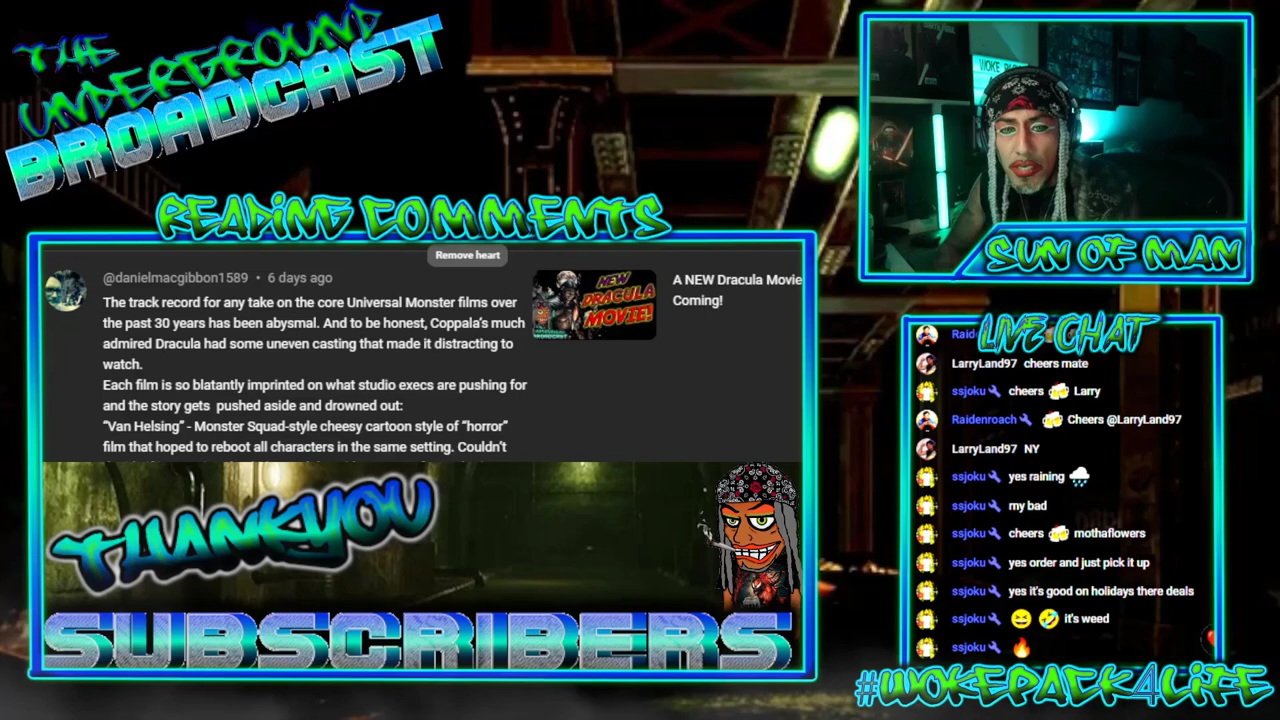 THE
UNDERGROUND
BROADCAST
READING COMMENTS
Remove heart
@danielmacgibbon1589 • 6 days ago
The track record for any take on the core Universal Monster films over
the past 30 years has been abysmal. And to be honest, Coppala's much
admired Dracula had some uneven casting that made it distracting to
watch.
Each film is so blatantly imprinted on what studio execs are pushing for
and the story gets pushed aside and drowned out:
"Van Helsing" - Monster Squad-style cheesy cartoon style of "horror"
film that hoped to reboot all characters in the same setting. Couldn't
NEW
DRACULA
MOVIE!
A NEW Dracula Movie
Coming!
THANKYOU
SUBSCRIBERS
SUN OF MAN
LIVE CHAT
LarryLand97 cheers mate
ssjoku cheers 🍻 Larry
Raidenroach 🍻 Cheers @LarryLand97
LarryLand97 NY
ssjoku yes raining 🌧️
ssjoku my bad
ssjoku cheers 🍻 mothaflowers
ssjoku yes order and just pick it up
ssjoku yes it's good on holidays there deals
ssjoku 😆 🤣 it's weed
ssjoku 🔥
#WOKEPACK4LIFE